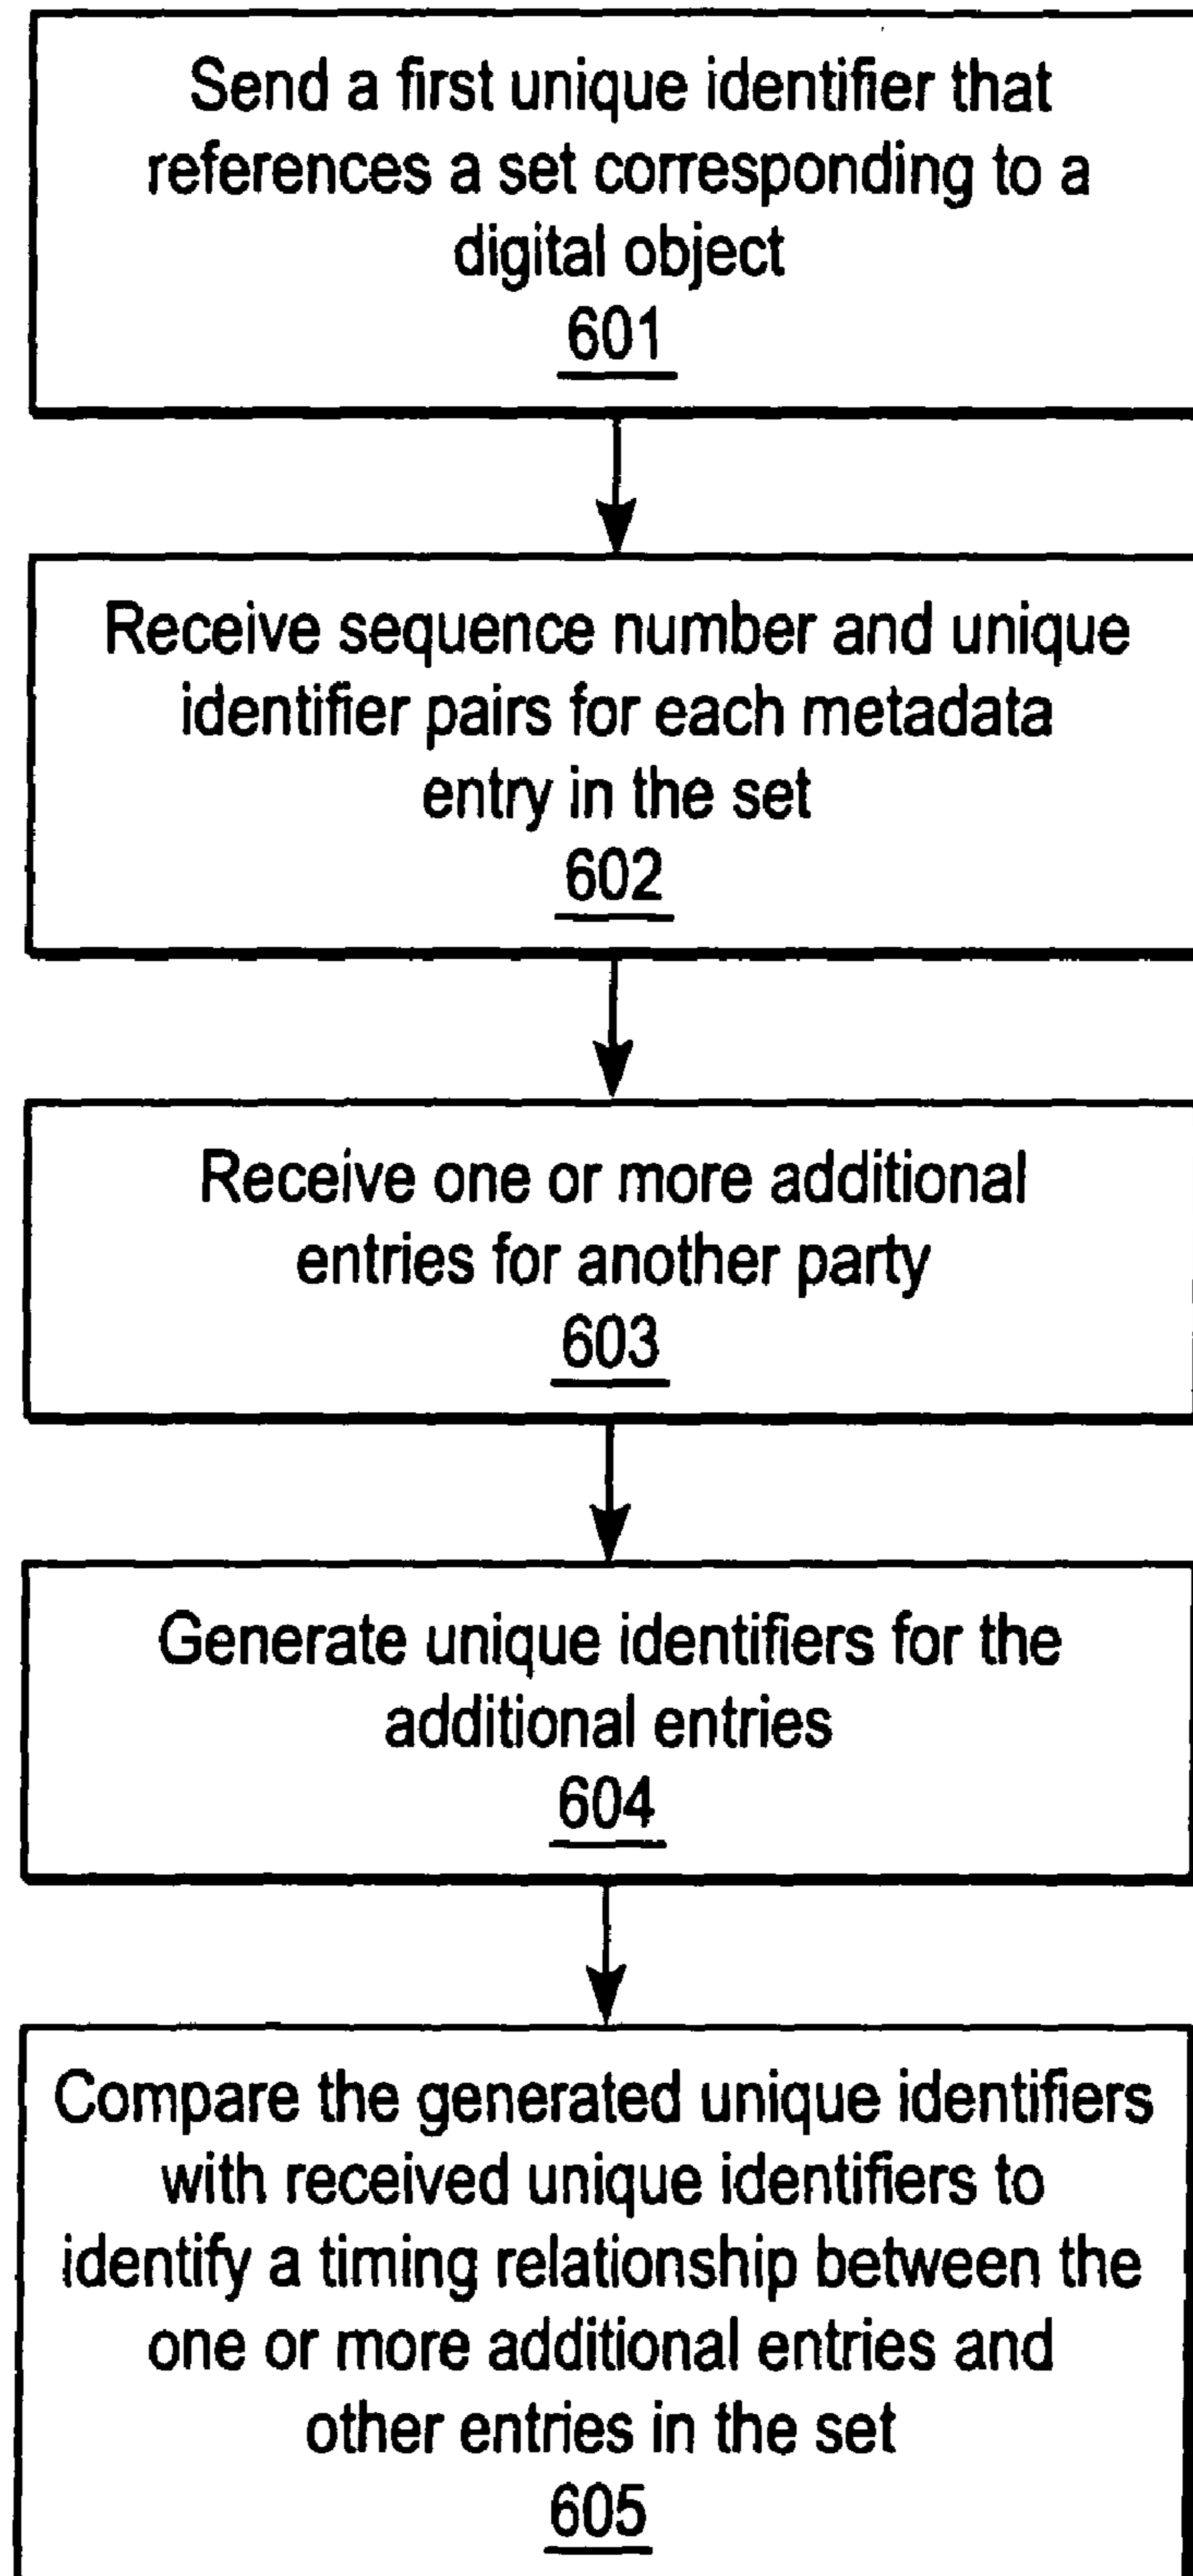 Send a first unique identifier that
references a set corresponding to a
digital object
601
Receive sequence number and unique
identifier pairs for each metadata
entry in the set
602
Receive one or more additional
entries for another party
603
Generate unique identifiers for the
additional entries
604
Compare the generated unique identifiers
with received unique identifiers to
identify a timing relationship between the
one or more additional entries and
other entries in the set
605